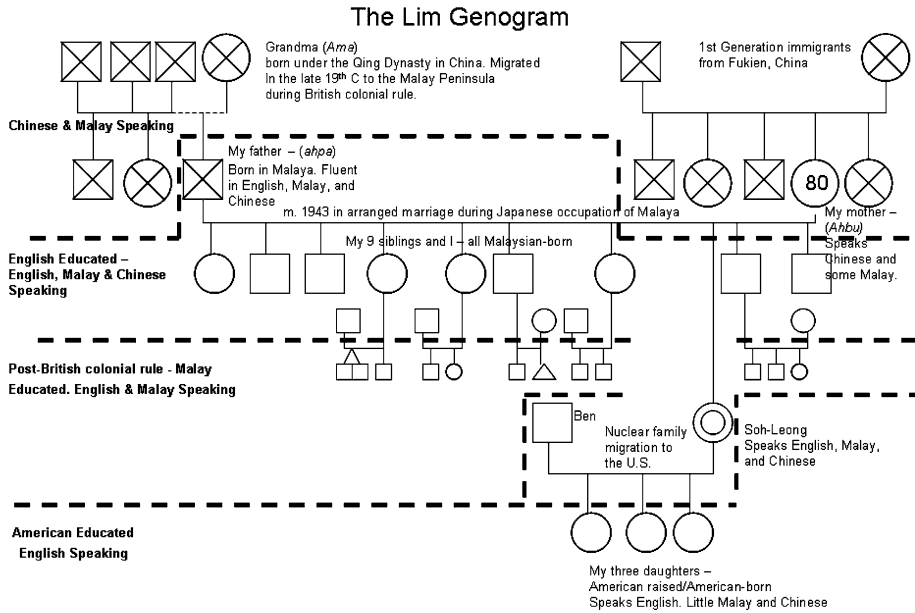 The Lim Genogram
Grandma (Ama)
born under the Qing Dynasty in China. Migrated
In the late 19th C to the Malay Peninsula
during British colonial rule.
1st Generation immigrants
from Fukien, China
Chinese & Malay Speaking
My father – (ahpa)
Born in Malaya. Fluent
in English, Malay, and
Chinese
80
m. 1943 in arranged marriage during Japanese occupation of Malaya
My mother –
(Ahbu)
Speaks
Chinese and
some Malay.
My 9 siblings and I – all Malaysian-born
English Educated –
English, Malay & Chinese
Speaking
Post-British colonial rule - Malay
Educated. English & Malay Speaking
Ben
Nuclear family
migration to
the U.S.
Soh-Leong
Speaks English, Malay,
and Chinese
American Educated
English Speaking
My three daughters –
American raised/American-born
Speaks English. Little Malay and Chinese